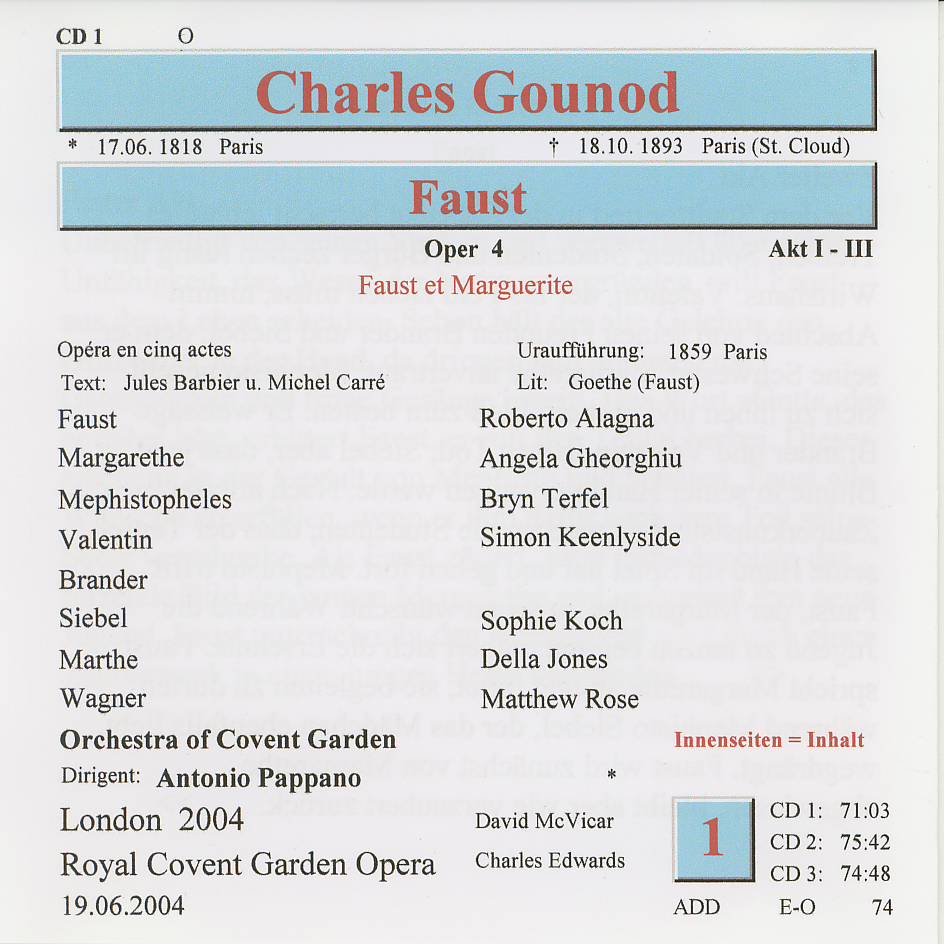 CD 1 O
Charles Gounod
* 17.06. 1818 Paris † 18.10. 1893 Paris (St. Cloud)
Faust
Oper 4 Akt I - III
Faust et Marguerite
Opéra en cinq actes Uraufführung: 1859 Paris
Text: Jules Barbier u. Michel Carré Lit: Goethe (Faust)
Faust Roberto Alagna
Margarethe Angela Gheorghiu
Mephistopheles Bryn Terfel
Valentin Simon Keenlyside
Brander
Siebel Sophie Koch
Marthe Della Jones
Wagner Matthew Rose
Orchestra of Covent Garden Innenseiten = Inhalt
Dirigent: Antonio Pappano *
London 2004 David McVicar 1 CD 1: 71:03
CD 2: 75:42
Royal Covent Garden Opera Charles Edwards CD 3: 74:48
19.06.2004 ADD E-O 74